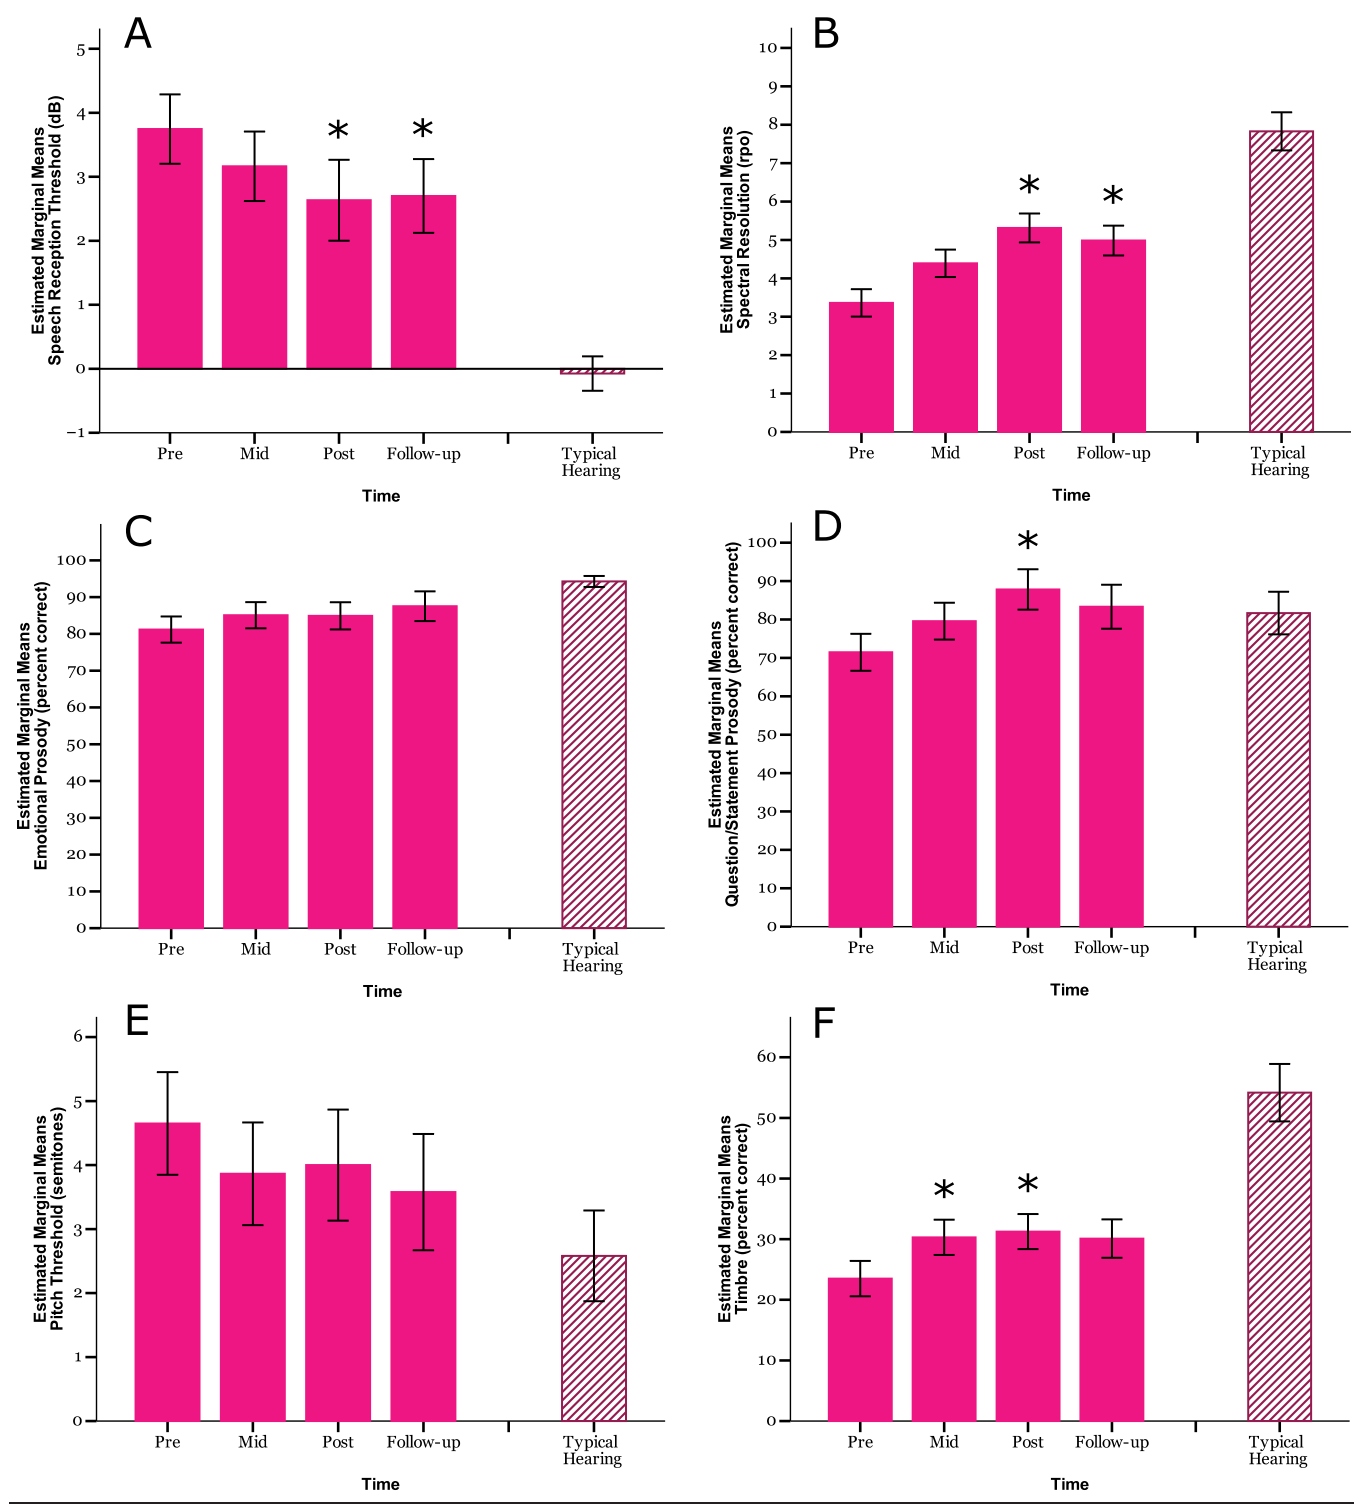 A
Estimated Marginal Means
Speech Reception Threshold (dB)
5
4
3
2
1
0
−1
*
*
Pre
Mid
Post
Follow-up
Typical
Hearing
Time
B
Estimated Marginal Means
Spectral Resolution (rpo)
10
9
8
7
6
5
4
3
2
1
0
*
*
Pre
Mid
Post
Follow-up
Typical
Hearing
Time
C
Estimated Marginal Means
Emotional Prosody (percent correct)
100
90
80
70
60
50
40
30
20
10
0
Pre
Mid
Post
Follow-up
Typical
Hearing
Time
D
Estimated Marginal Means
Question/Statement Prosody (percent correct)
100
90
80
70
60
50
40
30
20
10
0
*
Pre
Mid
Post
Follow-up
Typical
Hearing
Time
E
Estimated Marginal Means
Pitch Threshold (semitones)
6
5
4
3
2
1
0
Pre
Mid
Post
Follow-up
Typical
Hearing
Time
F
Estimated Marginal Means
Timbre (percent correct)
60
50
40
30
20
10
0
*
*
Pre
Mid
Post
Follow-up
Typical
Hearing
Time